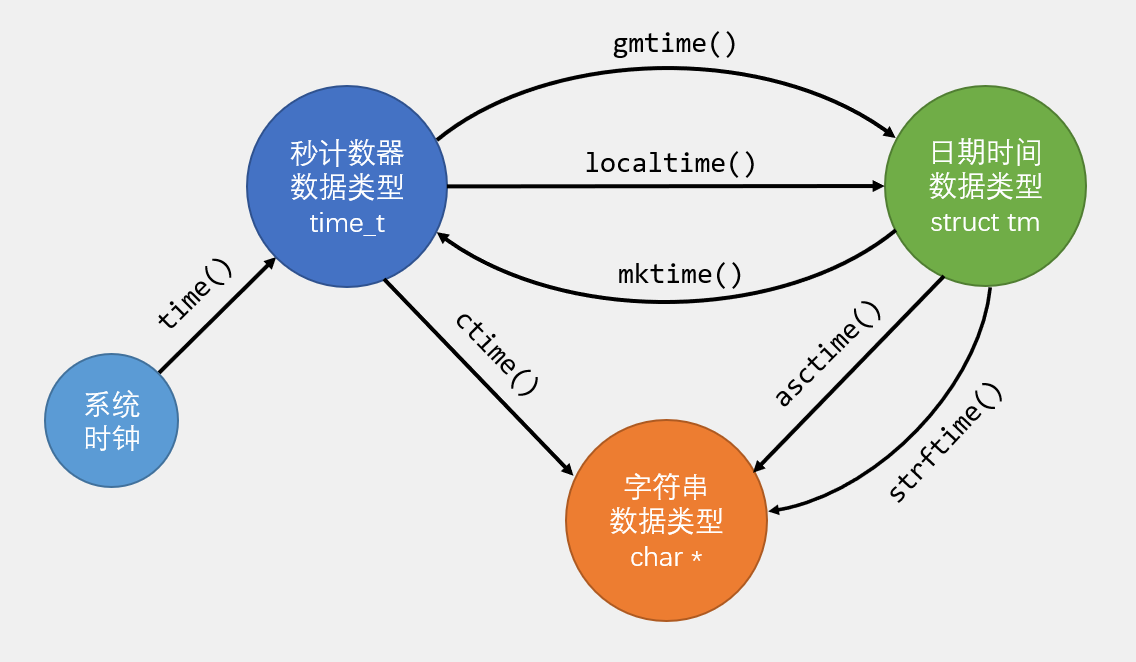 gmtime()
秒计数器
数据类型
time_t
localtime()
日期时间
数据类型
struct tm
mktime()
time()
ctime()
asctime()
strftime()
系统
时钟
字符串
数据类型
char *